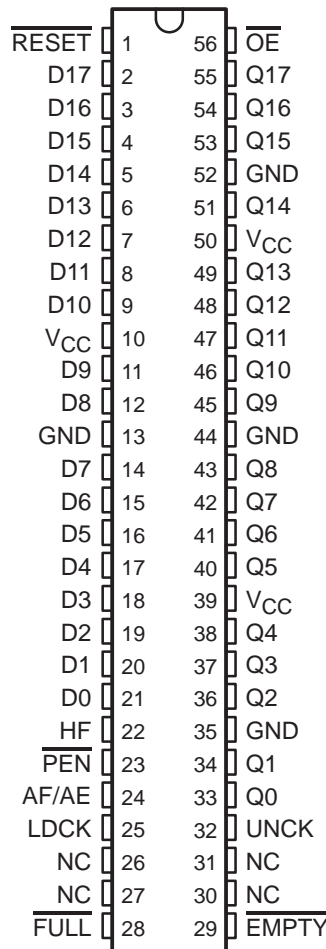 RESET 1 56 OE
D17 2 55 Q17
D16 3 54 Q16
D15 4 53 Q15
D14 5 52 GND
D13 6 51 Q14
D12 7 50 VCC
D11 8 49 Q13
D10 9 48 Q12
VCC 10 47 Q11
D9 11 46 Q10
D8 12 45 Q9
GND 13 44 GND
D7 14 43 Q8
D6 15 42 Q7
D5 16 41 Q6
D4 17 40 Q5
D3 18 39 VCC
D2 19 38 Q4
D1 20 37 Q3
D0 21 36 Q2
HF 22 35 GND
PEN 23 34 Q1
AF/AE 24 33 Q0
LDCK 25 32 UNCK
NC 26 31 NC
NC 27 30 NC
FULL 28 29 EMPTY